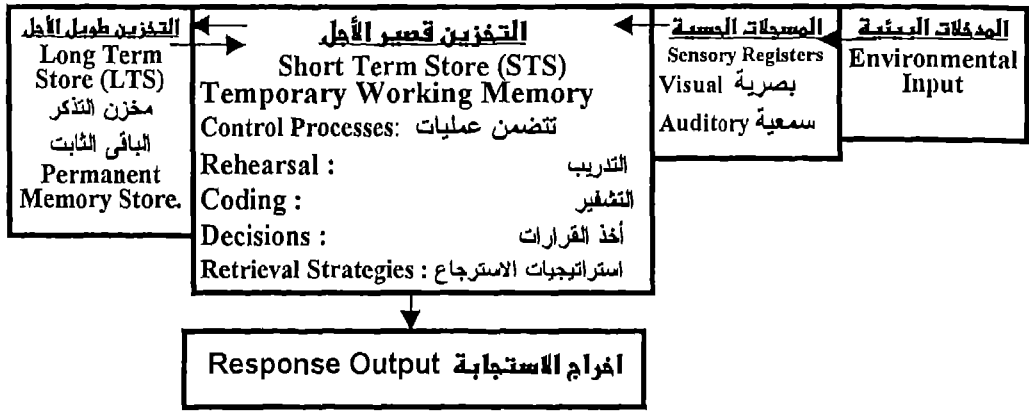 المدخلات البيئية
Environmental
Input
المسجلات الحسية
Sensory Registers
Visual بصرية
Auditory سمعية
التخزين قصير الأجل
Short Term Store (STS)
Temporary Working Memory
Control Processes: تتضمن عمليات
Rehearsal : التدريب
Coding : التشفير
Decisions : أخذ القرارات
Retrieval Strategies : استراتيجيات الاسترجاع
التخزين طويل الأجل
Long Term
Store (LTS)
مخزن التذكر
الباقى الثابت
Permanent
Memory Store.
Response Output اخراج الاستجابة